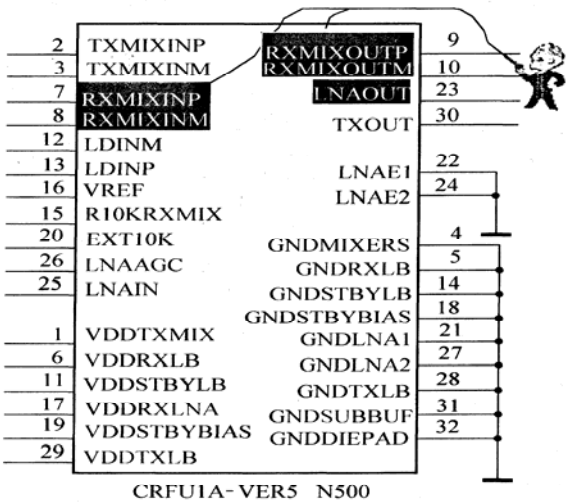 2 TXMIXINP
3 TXMIXINM
7 RXMIXINP
8 RXMIXINM
12 LDINM
13 LDINP
16 VREF
15 R10KRXMIX
20 EXT10K
26 LNAAGC
25 LNAIN
1 VDDTXMIX
6 VDDRXLB
11 VDDSTBYLB
17 VDDRXLNA
19 VDDSTBYBIAS
29 VDDTXLB
RXMIXOUTP 9
RXMIXOUTM 10
LNAOUT 23
TXOUT 30
LNAE1 22
LNAE2 24
GNDMIXERS 4
GNDRXLB 5
GNDSTBYLB 14
GNDSTBYBIAS 18
GNDLNA1 21
GNDLNA2 27
GNDTXLB 28
GNDSUBBUF 31
GNDDIEPAD 32
CRFU1A-VER5 N500